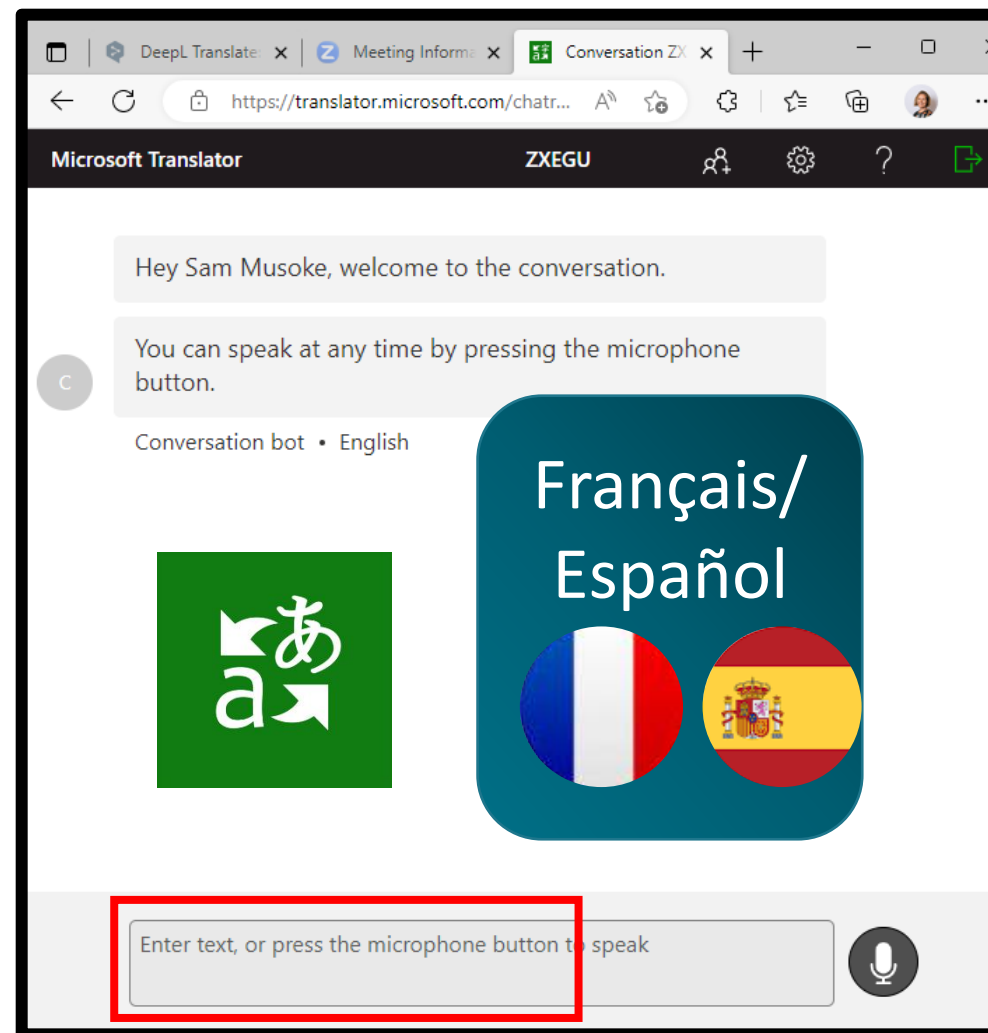 DeepL Translate
Meeting Informa
Conversation ZX
https://translator.microsoft.com/chatr...
Microsoft Translator
ZXEGU
?
Hey Sam Musoke, welcome to the conversation.
You can speak at any time by pressing the microphone
button.
C
Conversation bot • English
Français/
Español
あ
a
Enter text, or press the microphone button to speak